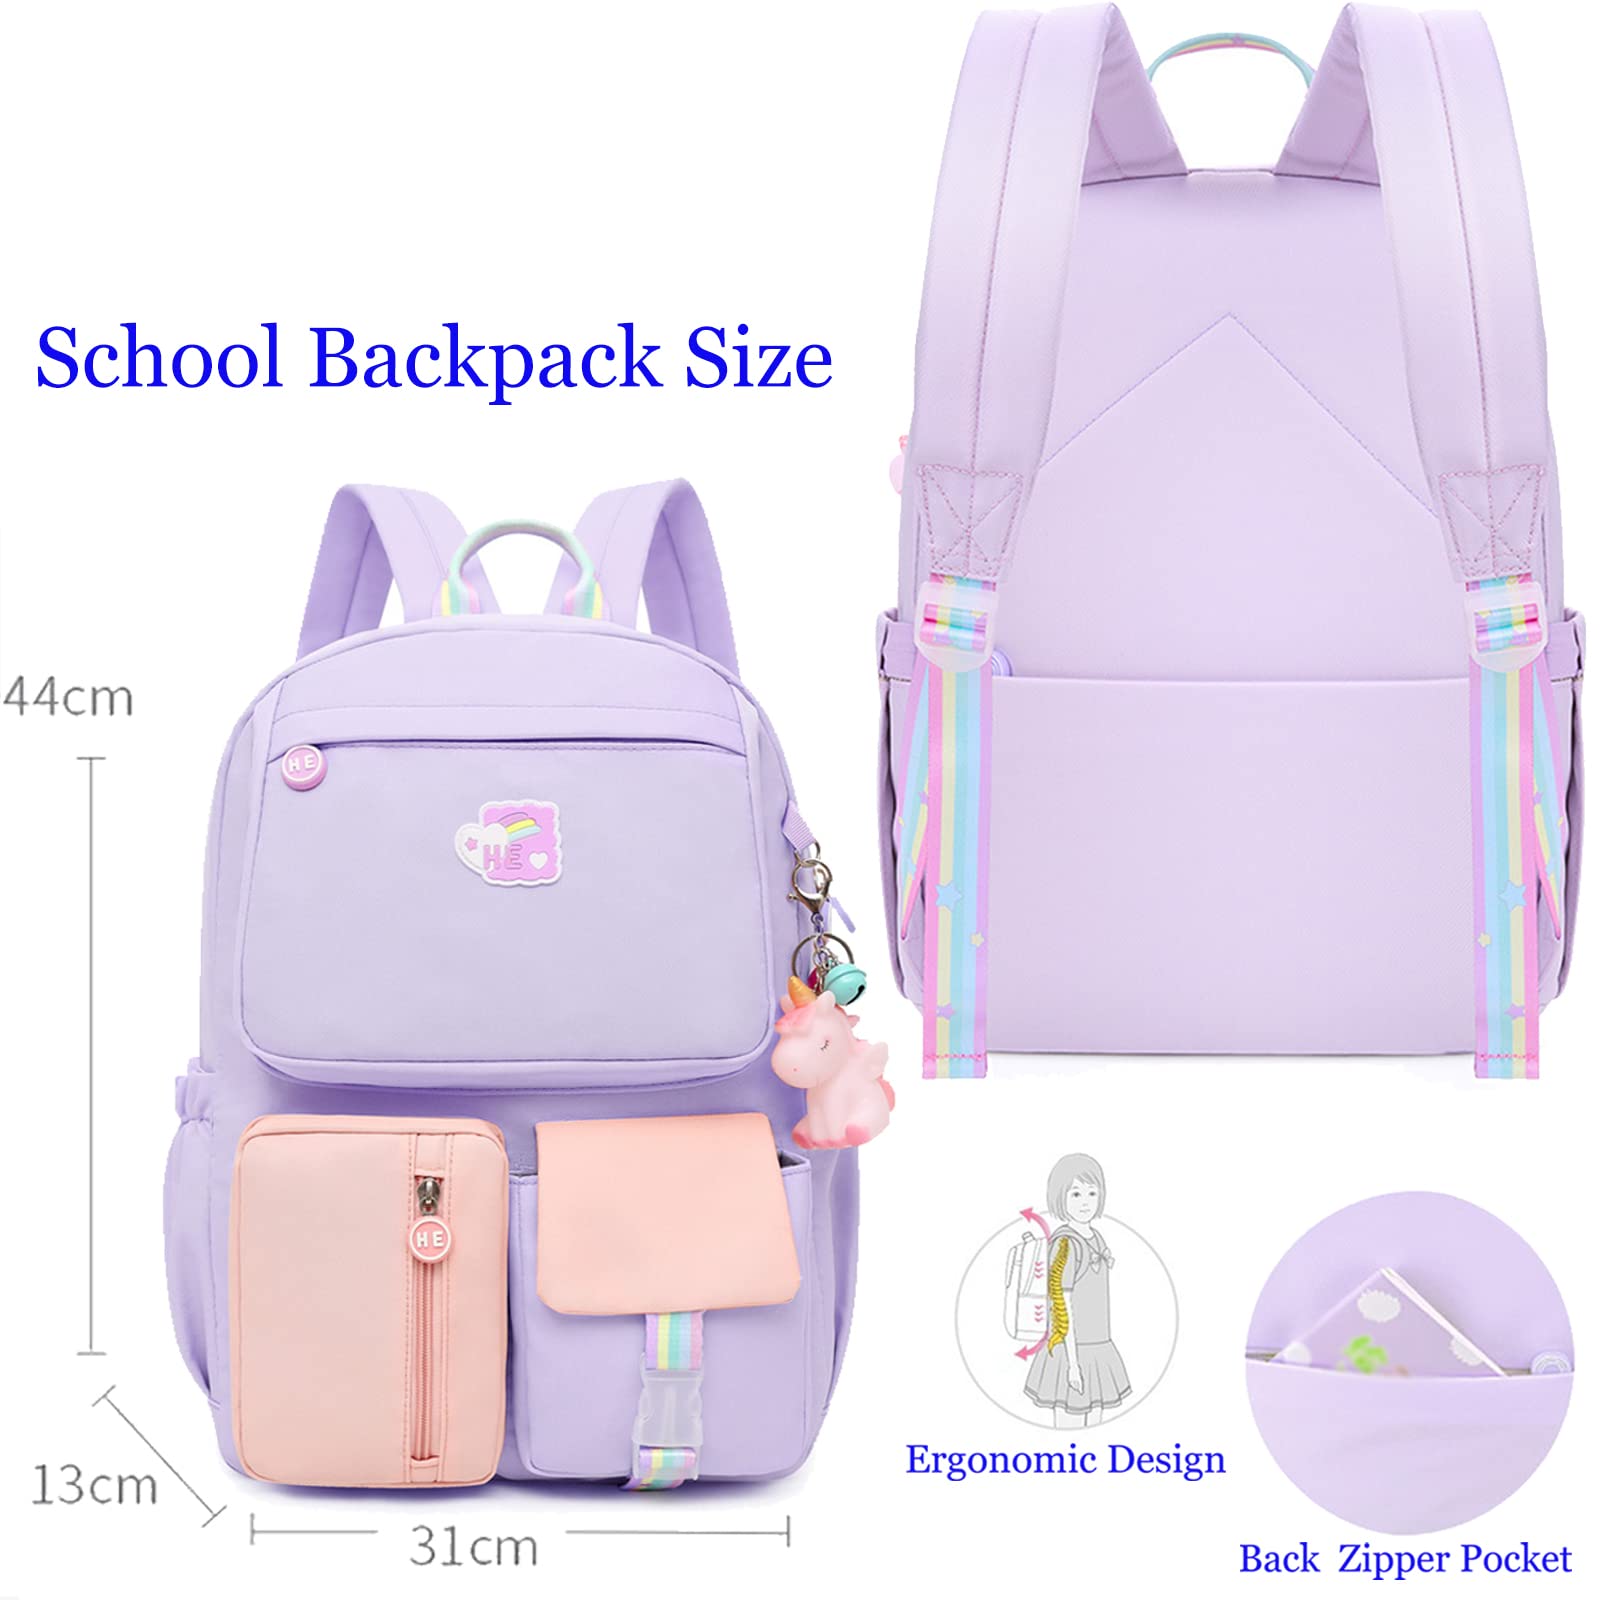 School Backpack Size
44cm
HE
HE
HE
13cm
31cm
Ergonomic Design
Back Zipper Pocket